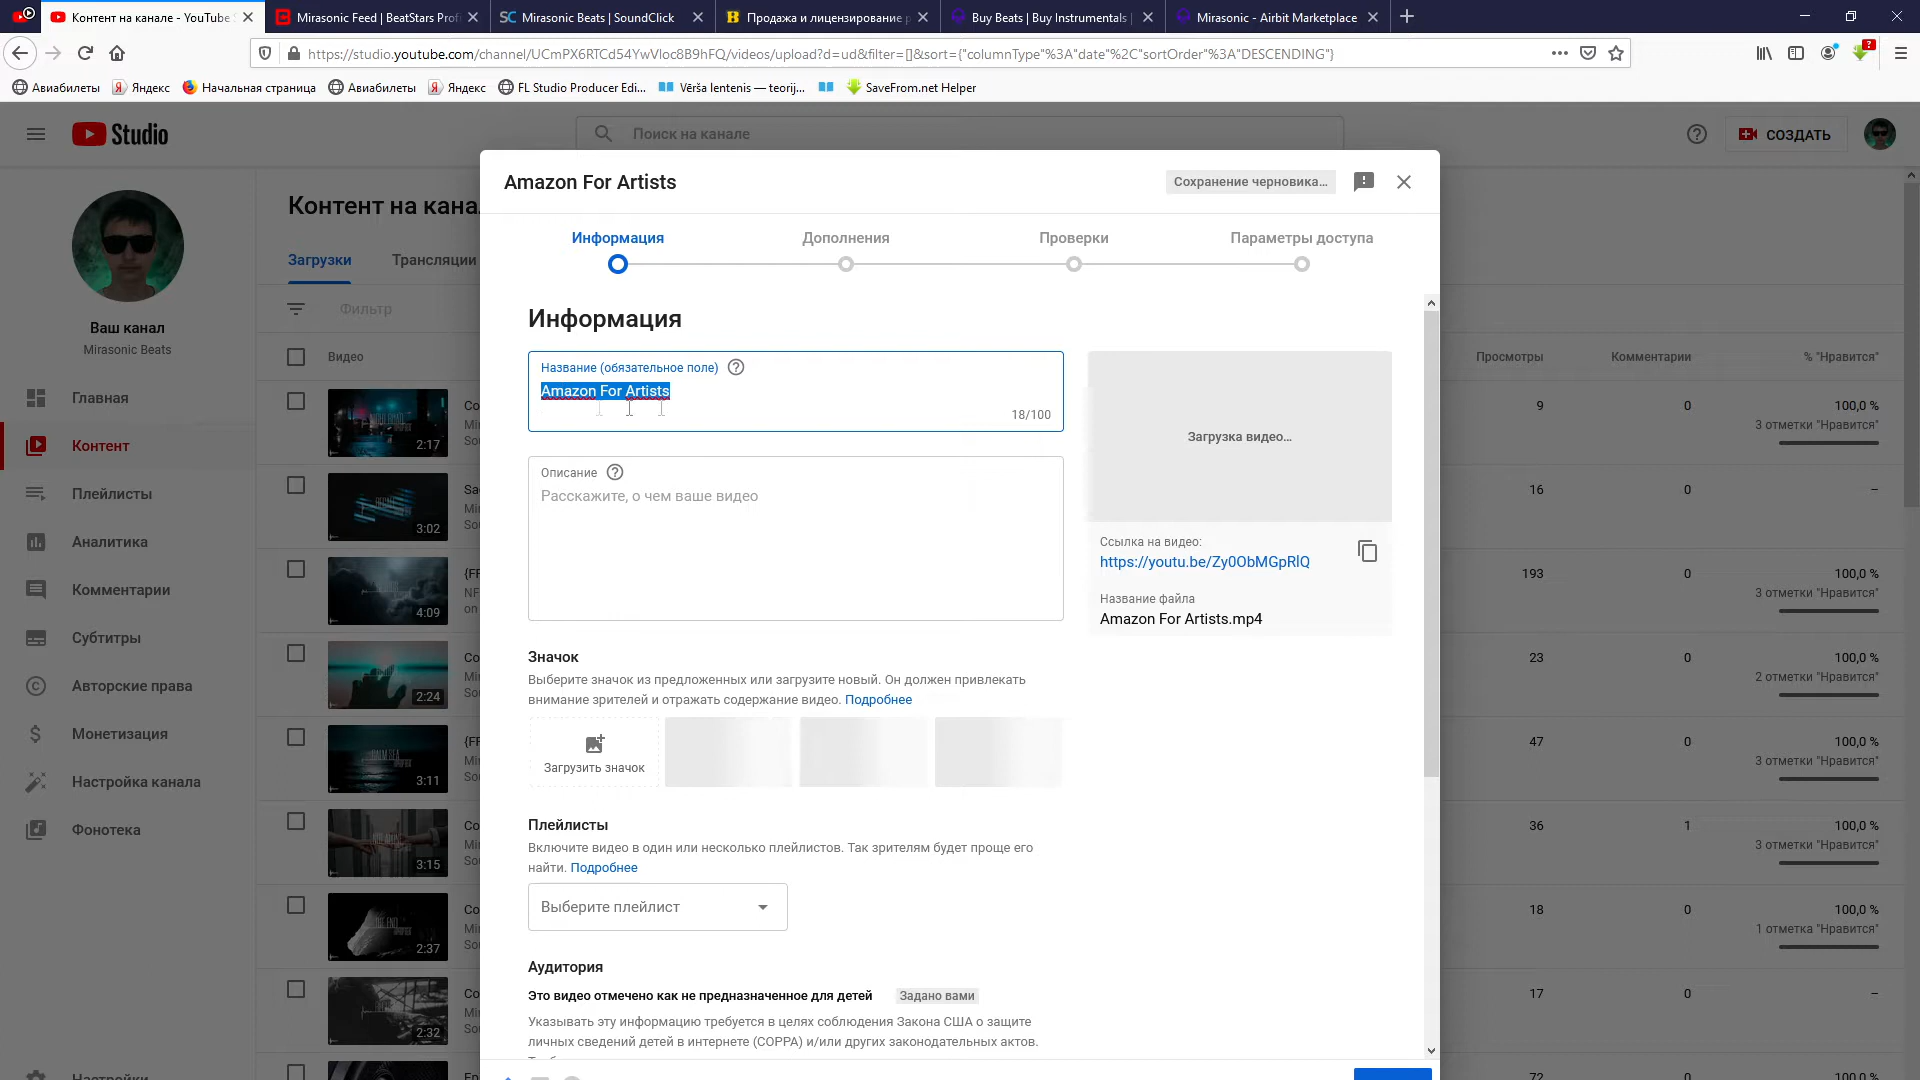 Контент на канале - YouTube S
Mirasonic Feed | BeatStars Profi
Mirasonic Beats | SoundClick
Продажа и лицензирование р
Buy Beats | Buy Instrumentals |
Mirasonic - Airbit Marketplace
https://studio.youtube.com/channel/UCmPX6RTCd54YwVloc8B9hFQ/videos/upload?d=ud&filter=[]&sort={"columnType"%3A"date"%2C"sortOrder"%3A"DESCENDING"}
Авиабилеты
Яндекс
Начальная страница
Авиабилеты
Яндекс
FL Studio Producer Edi...
Vērša lentenis — teorij...
SaveFrom.net Helper
Studio
Поиск на канале
СОЗДАТЬ
Amazon For Artists
Сохранение черновика...
Контент на кана
Информация
Дополнения
Проверки
Параметры доступа
Загрузки
Трансляции
Фильтр
Ваш канал
Mirasonic Beats
Видео
Просмотры
Комментарии
% "Нравится"
Главная
Контент
Плейлисты
Аналитика
Комментарии
Субтитры
Авторские права
Монетизация
Настройка канала
Фонотека
Настройки
2:17
3:02
4:09
2:24
3:11
3:15
2:37
2:32
Информация
Название (обязательное поле)
Amazon For Artists
18/100
Описание
Расскажите, о чем ваше видео
Загрузка видео...
Ссылка на видео:
https://youtu.be/Zy0ObMGpRlQ
Название файла
Amazon For Artists.mp4
Значок
Выберите значок из предложенных или загрузите новый. Он должен привлекать
внимание зрителей и отражать содержание видео. Подробнее
Загрузить значок
Плейлисты
Включите видео в один или несколько плейлистов. Так зрителям будет проще его
найти. Подробнее
Выберите плейлист
Аудитория
Это видео отмечено как не предназначенное для детей
Задано вами
Указывать эту информацию требуется в целях соблюдения Закона США о защите
личных сведений детей в интернете (COPPA) и/или других законодательных актов.
9
0
100,0 %
3 отметки "Нравится"
16
0
–
193
0
100,0 %
3 отметки "Нравится"
23
0
100,0 %
2 отметки "Нравится"
47
0
100,0 %
3 отметки "Нравится"
36
1
100,0 %
3 отметки "Нравится"
18
0
100,0 %
1 отметка "Нравится"
17
0
–
72
0
100,0 %